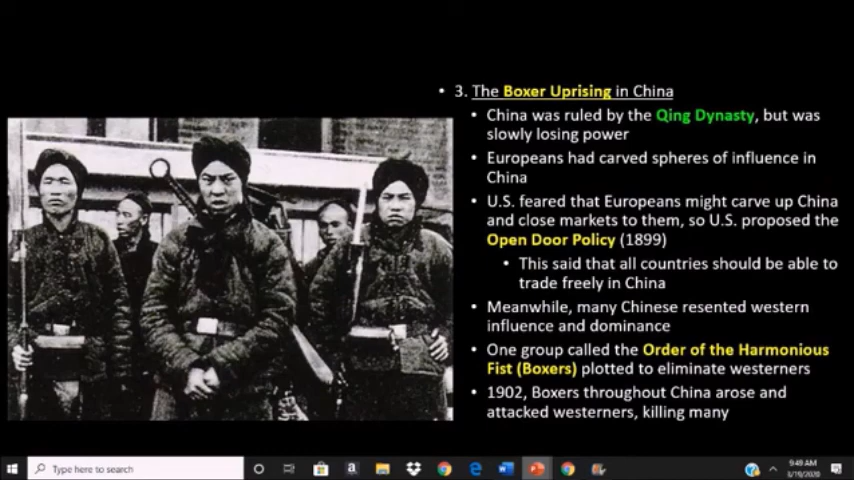 • 3. The Boxer Uprising in China
• China was ruled by the Qing Dynasty, but was
slowly losing power
• Europeans had carved spheres of influence in
China
• U.S. feared that Europeans might carve up China
and close markets to them, so U.S. proposed the
Open Door Policy (1899)
• This said that all countries should be able to
trade freely in China
• Meanwhile, many Chinese resented western
influence and dominance
• One group called the Order of the Harmonious
Fist (Boxers) plotted to eliminate westerners
• 1902, Boxers throughout China arose and
attacked westerners, killing many
Type here to search
9:49 AM
3/19/2020